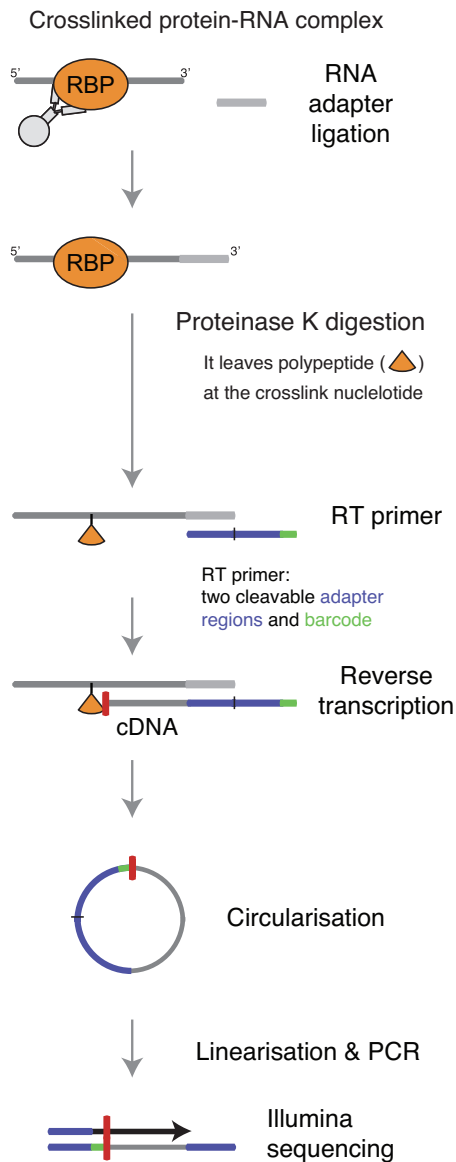 Crosslinked protein-RNA complex
5' RBP 3'
RNA
adapter
ligation
5' RBP 3'
Proteinase K digestion
It leaves polypeptide ( )
at the crosslink nuclelotide
RT primer
RT primer:
two cleavable adapter
regions and barcode
Reverse
transcription
cDNA
Circularisation
Linearisation & PCR
Illumina
sequencing